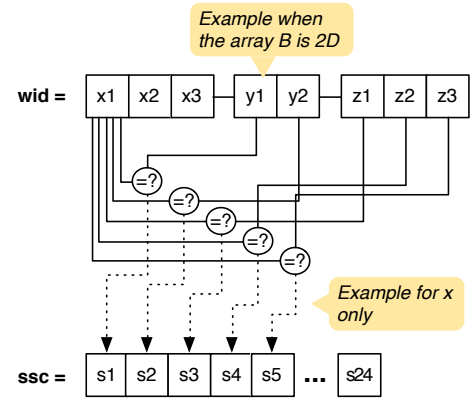 Example when
the array B is 2D
wid = x1 x2 x3 y1 y2 z1 z2 z3
=?
=?
=?
=?
=?
Example for x
only
ssc = s1 s2 s3 s4 s5 ... s24